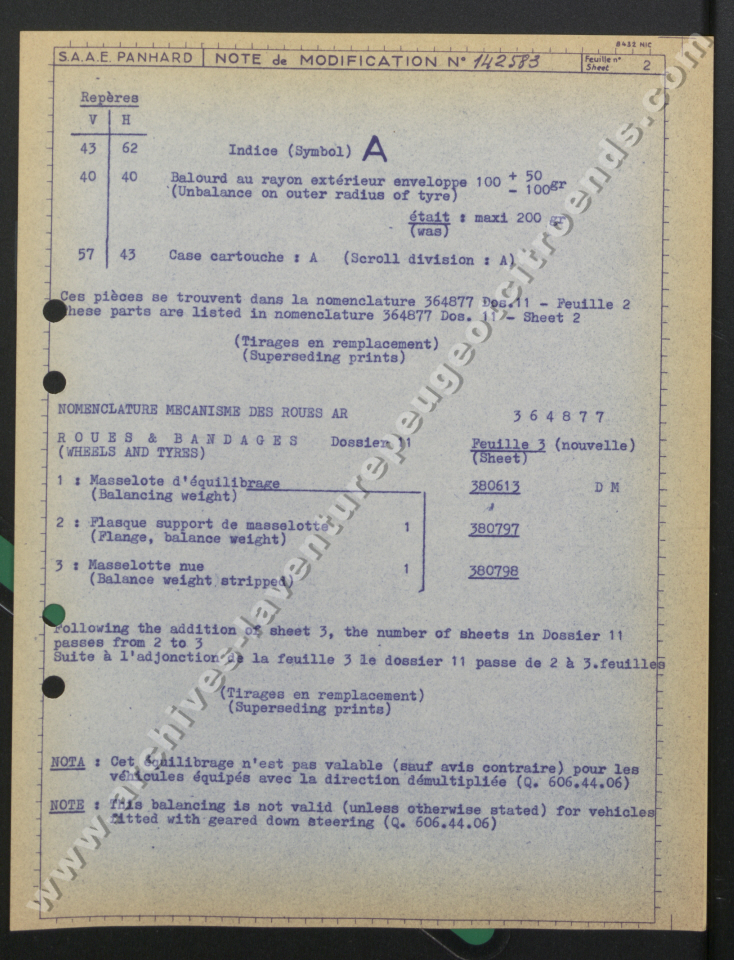 8422 NIC
S.A.A.E. PANHARD NOTE de MODIFICATION N° 142583 Feuille n° Sheet 2
Repères
V H
43 62 Indice (Symbol) A
40 40 Balourd au rayon extérieur enveloppe 100 + 50 - 100 gr
(Unbalance on outer radius of tyre)
était : maxi 200 gr
(was)
57 43 Case cartouche : A (Scroll division : A)
Ces pièces se trouvent dans la nomenclature 364877 Dos.11 - Feuille 2
These parts are listed in nomenclature 364877 Dos. 11 - Sheet 2
(Tirages en remplacement)
(Superseding prints)
NOMENCLATURE MECANISME DES ROUES AR 3 6 4 8 7 7
R O U E S & B A N D A G E S Dossier 11 Feuille 3 (nouvelle)
(WHEELS AND TYRES) (Sheet)
1 : Masselote d'équilibrage 380613 D M
(Balancing weight)
2 : Flasque support de masselotte 1 380797
(Flange, balance weight)
3 : Masselotte nue 1 380798
(Balance weight stripped)
Following the addition of sheet 3, the number of sheets in Dossier 11
passes from 2 to 3
Suite à l'adjonction de la feuille 3 le dossier 11 passe de 2 à 3.feuilles
(Tirages en remplacement)
(Superseding prints)
NOTA : Cet équilibrage n'est pas valable (sauf avis contraire) pour les
véhicules équipés avec la direction démultipliée (Q. 606.44.06)
NOTE : This balancing is not valid (unless otherwise stated) for vehicles
fitted with geared down steering (Q. 606.44.06)
www.archives.laventurepeugeotcitroends.com